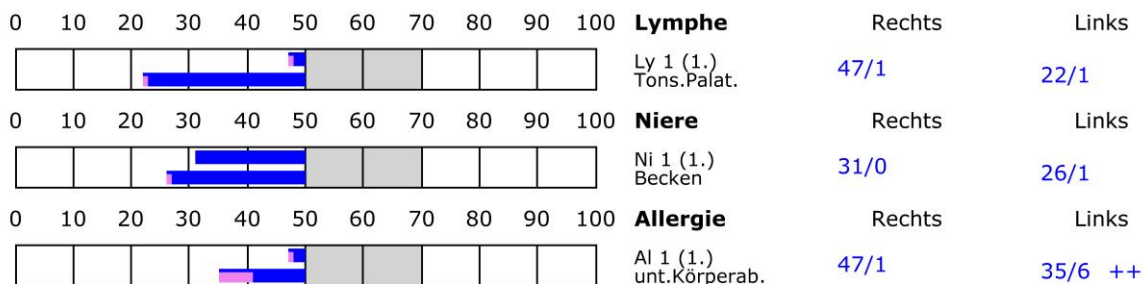 0 10 20 30 40 50 60 70 80 90 100 Lymphe Rechts Links
Ly 1 (1.) 47/1 22/1
Tons.Palat.
0 10 20 30 40 50 60 70 80 90 100 Niere Rechts Links
Ni 1 (1.) 31/0 26/1
Becken
0 10 20 30 40 50 60 70 80 90 100 Allergie Rechts Links
Al 1 (1.) 47/1 35/6 ++
unt.Körperab.